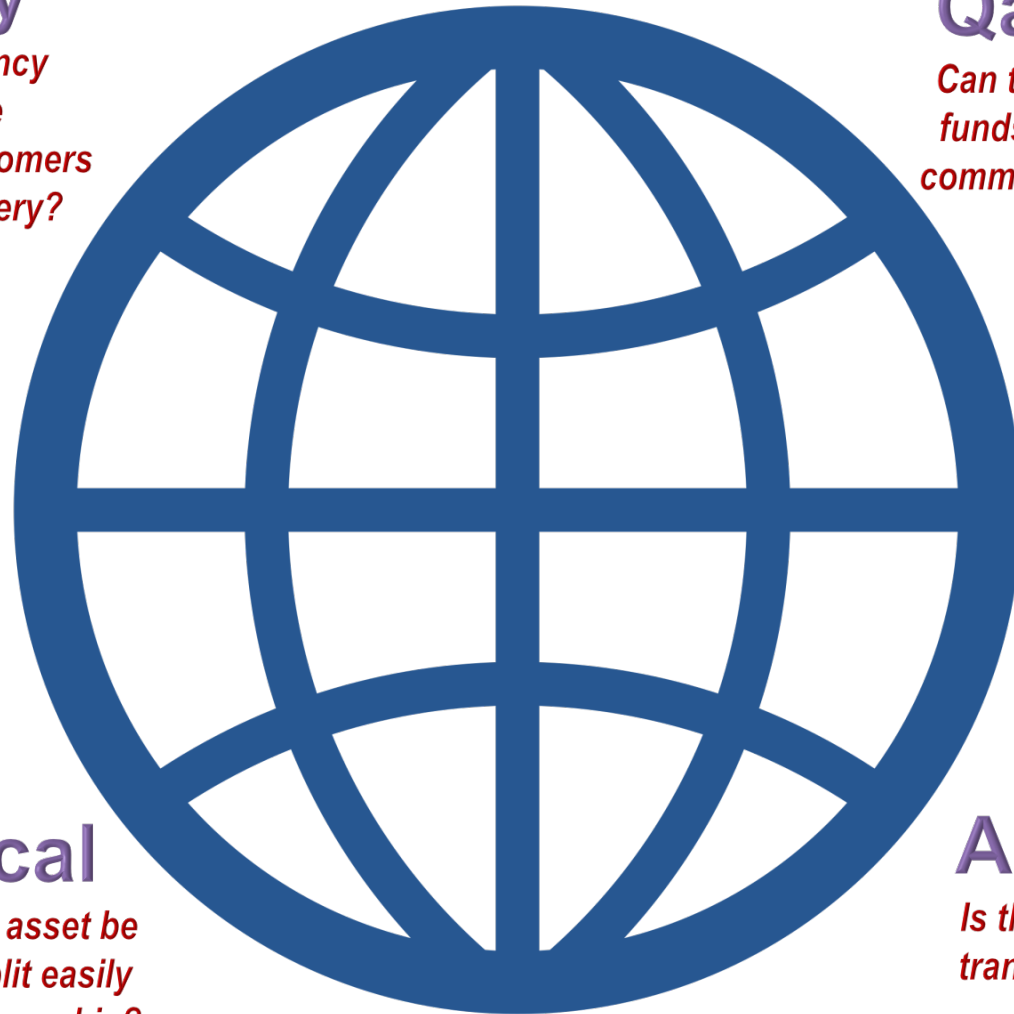 y
ncy
e
omers
ery?
Qa
Can t
funds
comm
cal
asset be
lit easily
A
Is th
tran